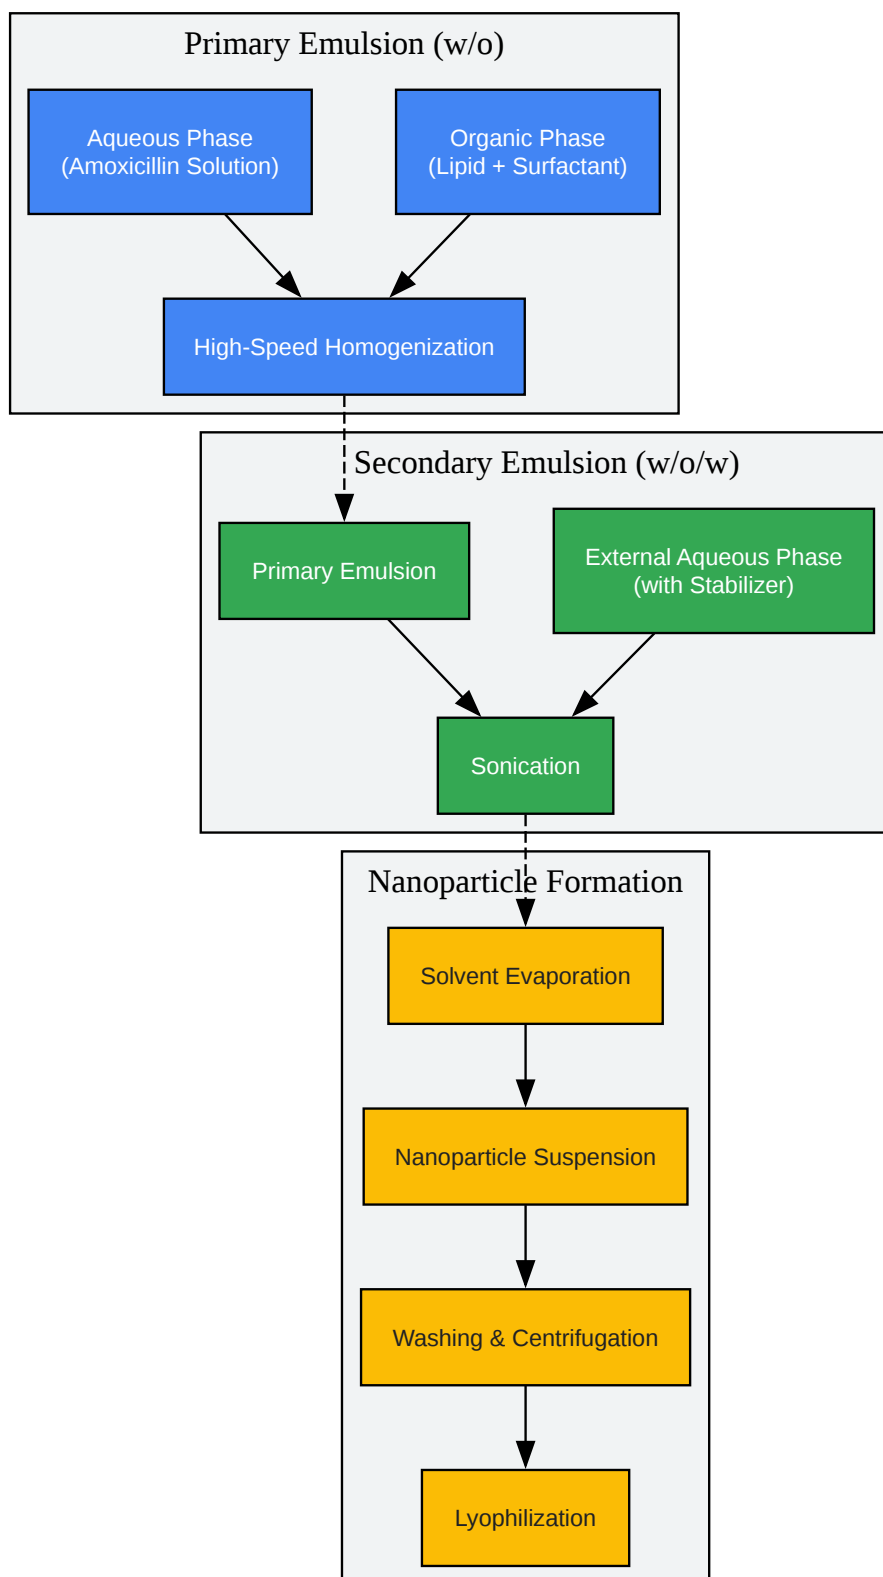 Primary Emulsion (w/o)
Aqueous Phase
(Amoxicillin Solution)
Organic Phase
(Lipid + Surfactant)
High-Speed Homogenization
Secondary Emulsion (w/o/w)
Primary Emulsion
External Aqueous Phase
(with Stabilizer)
Sonication
Nanoparticle Formation
Solvent Evaporation
Nanoparticle Suspension
Washing & Centrifugation
Lyophilization